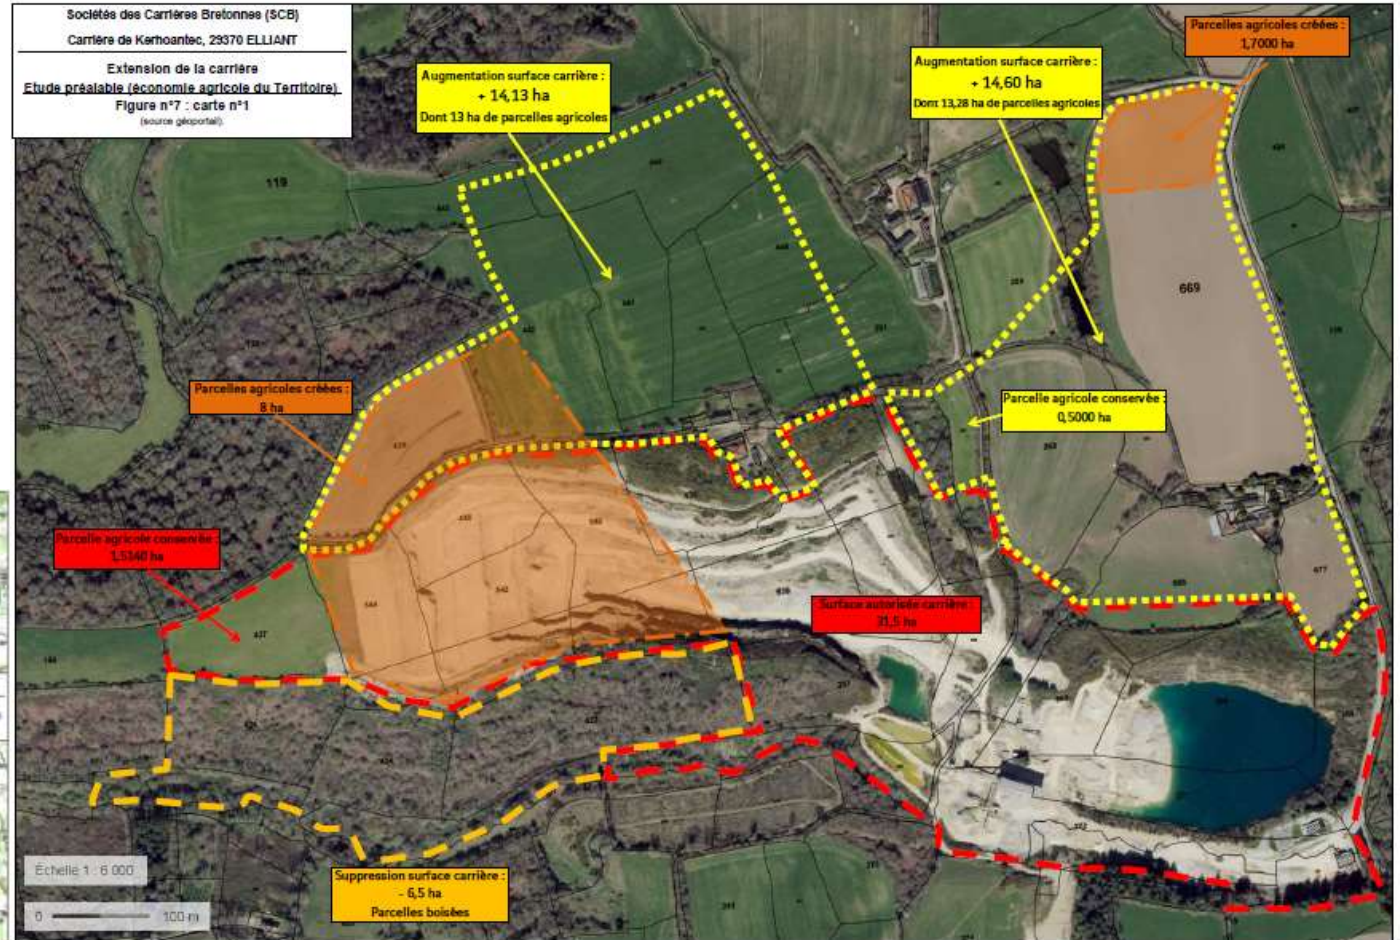 Sociétés des Carrières Bretonnes (SCB)
Carrière de Kerhoantec, 29370 ELLIANT
Extension de la carrière
Etude préalable (économie agricole du Territoire)
Figure n°7 : carte n°1
(source géoportail).
Parcelles agricoles créées :
1,7000 ha
Augmentation surface carrière :
+ 14,13 ha
Dont 13 ha de parcelles agricoles
Augmentation surface carrière :
+ 14,60 ha
Dont 13,28 ha de parcelles agricoles
119
669
Parcelles agricoles créées :
8 ha
Parcelle agricole conservée :
0,5000 ha
Parcelle agricole conservée :
1,5140 ha
Surface autorisée carrière :
31,5 ha
677
Suppression surface carrière :
- 6,5 ha
Parcelles boisées
Échelle 1 : 6 000
0 100 m